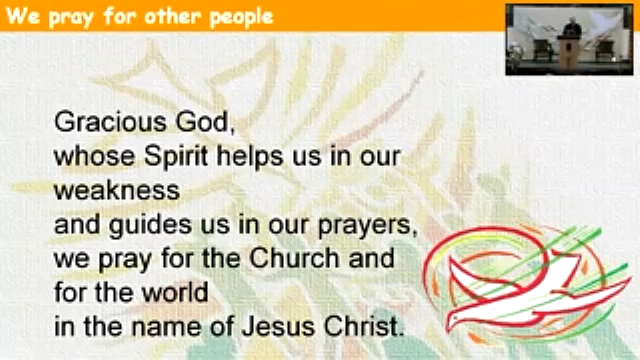 We pray for other people
Gracious God,
whose Spirit helps us in our
weakness
and guides us in our prayers,
we pray for the Church and
for the world
in the name of Jesus Christ.